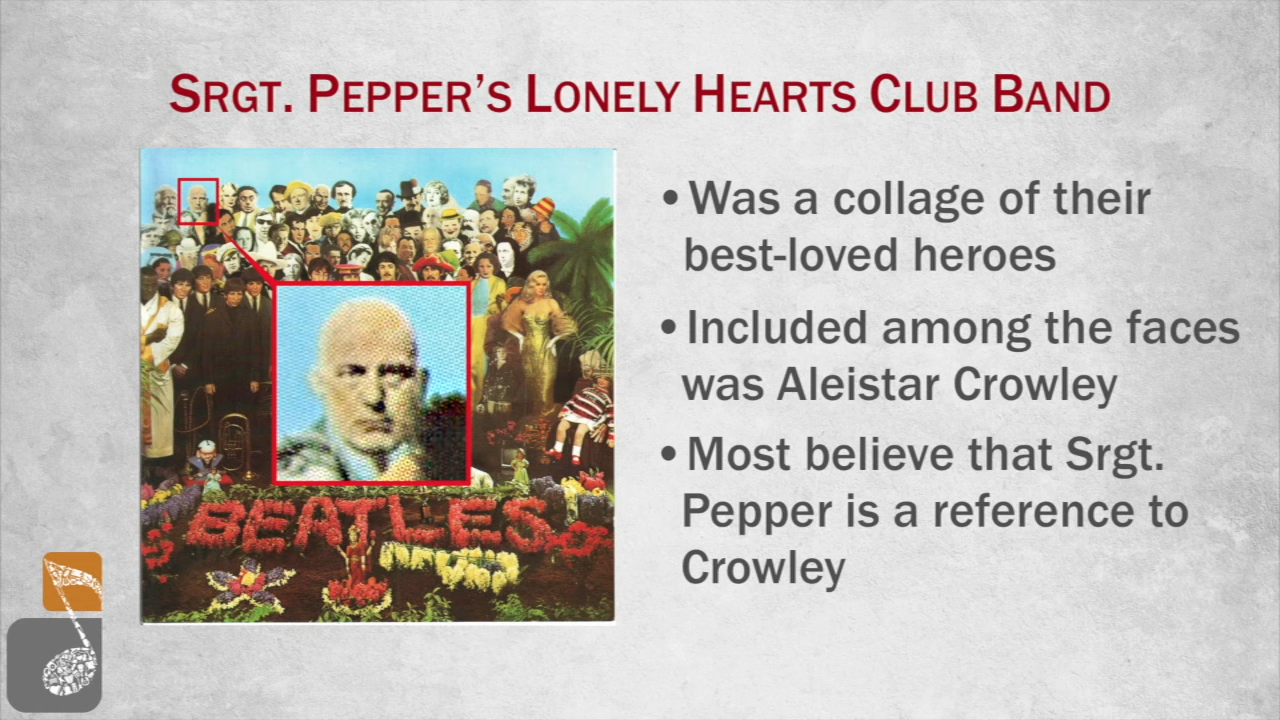 SRGT. PEPPER'S LONELY HEARTS CLUB BAND
•Was a collage of their
best-loved heroes
•Included among the faces
was Aleistar Crowley
•Most believe that Srgt.
Pepper is a reference to
Crowley
BEATLES